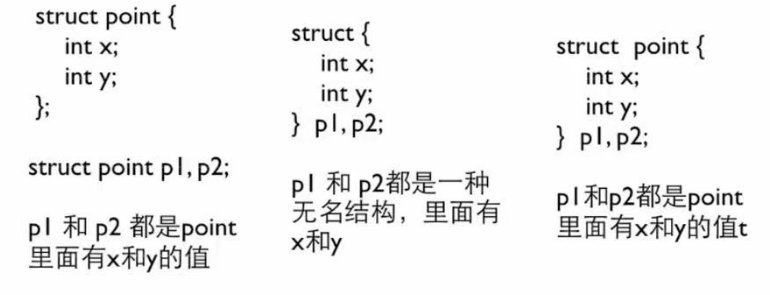 struct point {
int x;
int y;
};
struct point p1, p2;
p1 和 p2 都是point
里面有x和y的值
struct {
int x;
int y;
} p1, p2;
p1 和 p2都是一种
无名结构，里面有
x和y
struct point {
int x;
int y;
} p1, p2;
p1和p2都是point
里面有x和y的值t